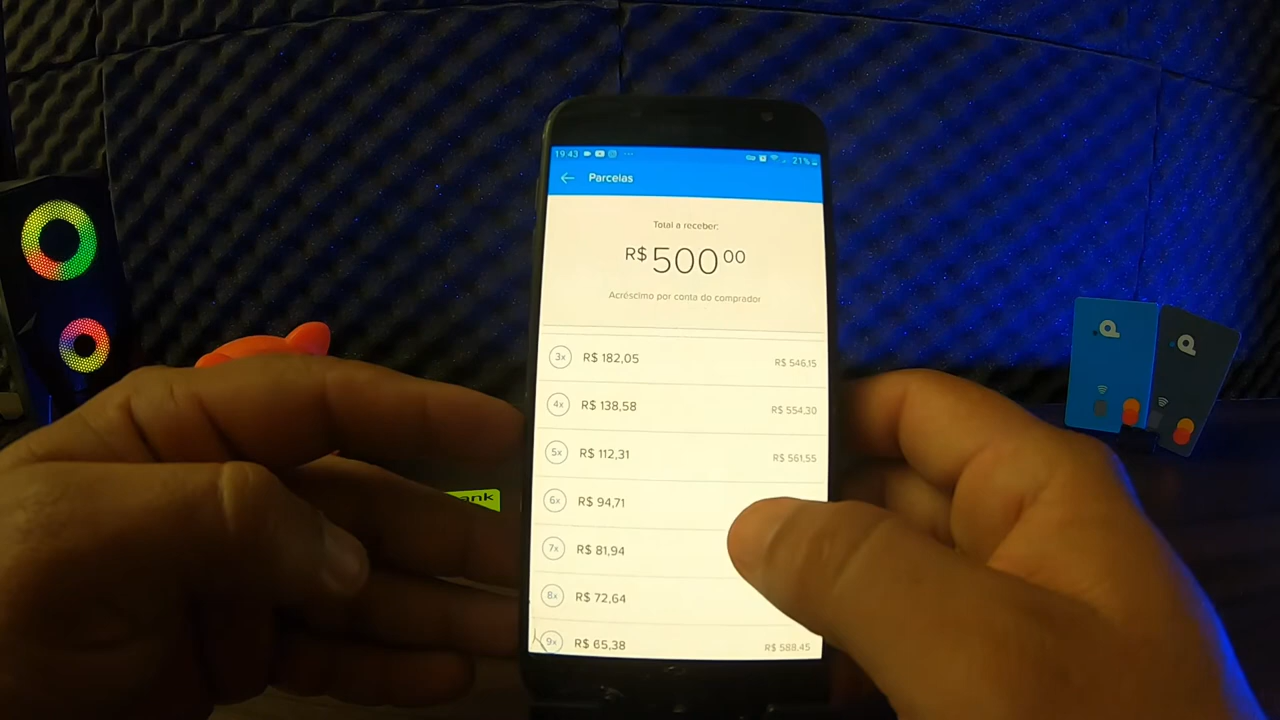 19:43
21%
Parcelas
Total a receber:
R$ 500 00
Acréscimo por conta do comprador
3x R$ 182,05 R$ 546,15
4x R$ 138,58 R$ 554,30
5x R$ 112,31 R$ 561,55
6x R$ 94,71
7x R$ 81,94
8x R$ 72,64
9x R$ 65,38 R$ 588,45
ank